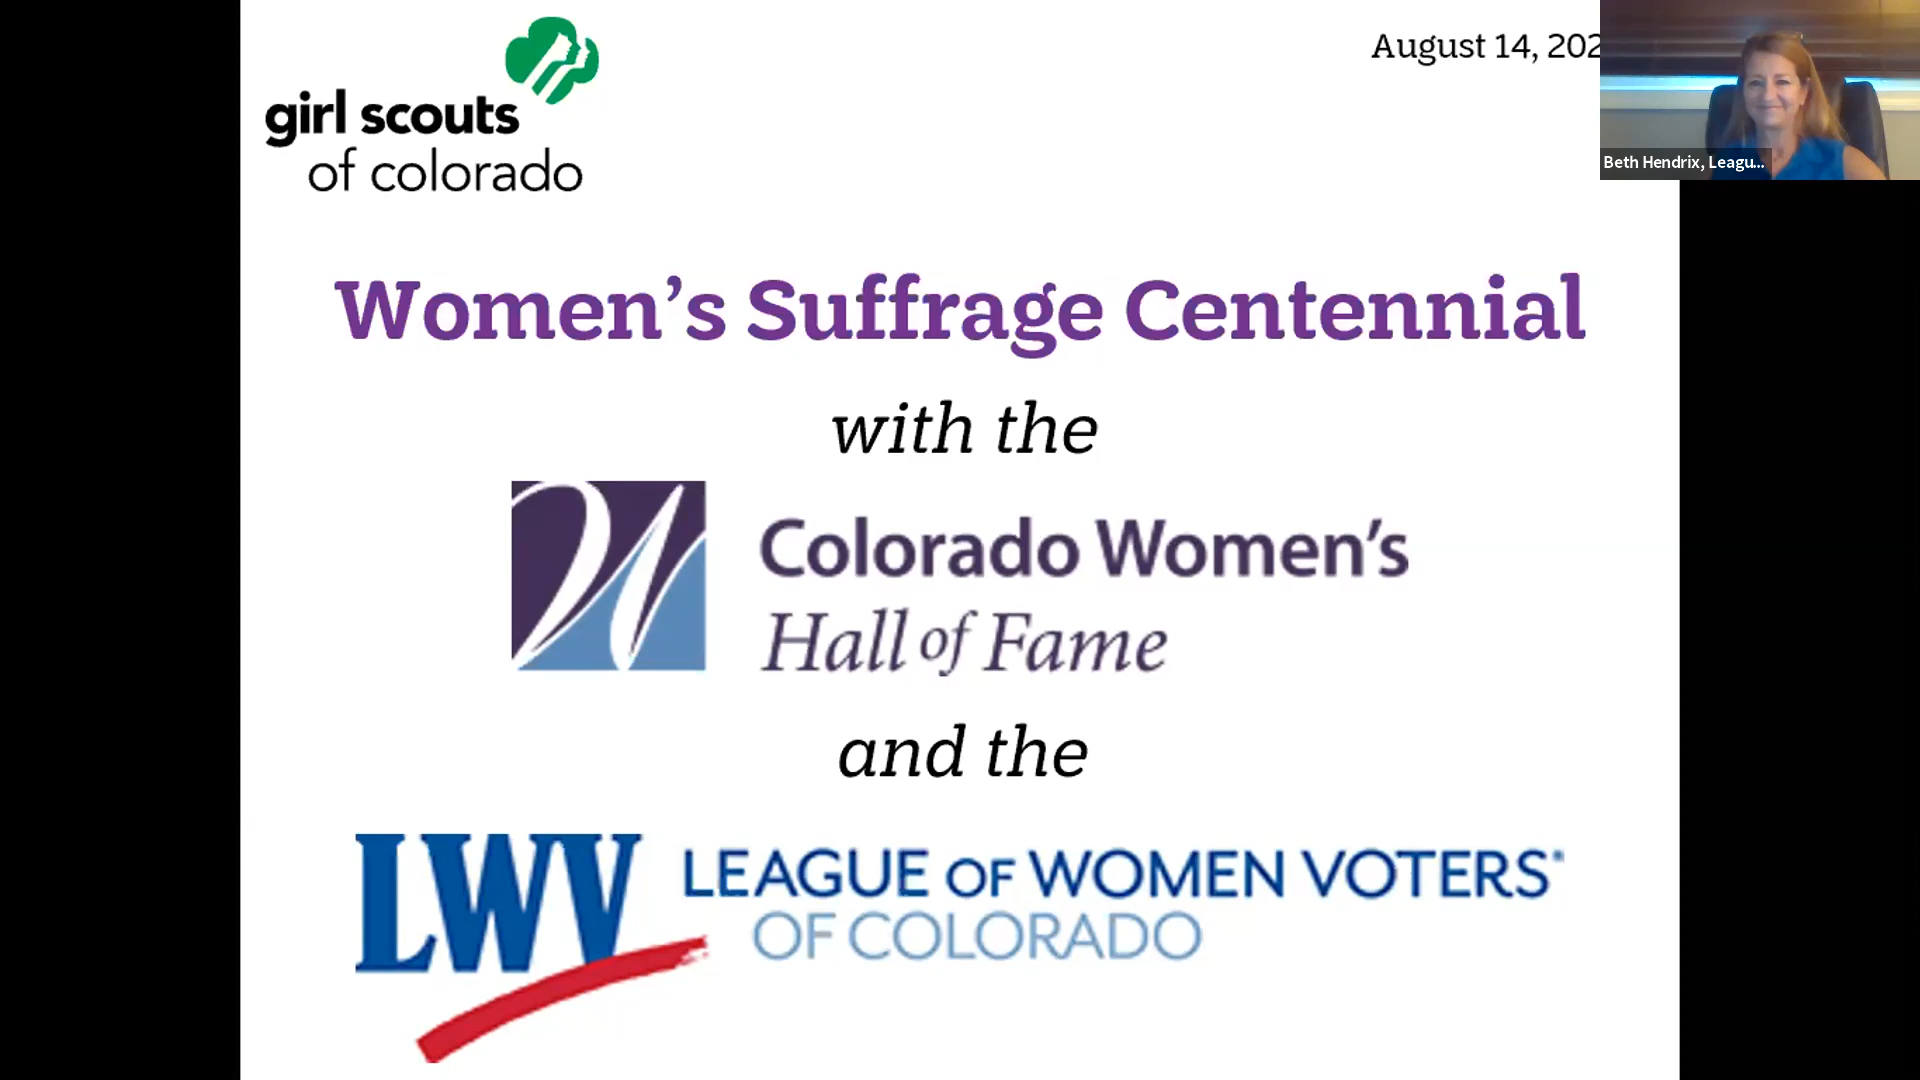 girl scouts
of colorado
August 14, 202
Beth Hendrix, Leagu...
Women's Suffrage Centennial
with the
Colorado Women's
Hall of Fame
and the
LWV
LEAGUE OF WOMEN VOTERS®
OF COLORADO